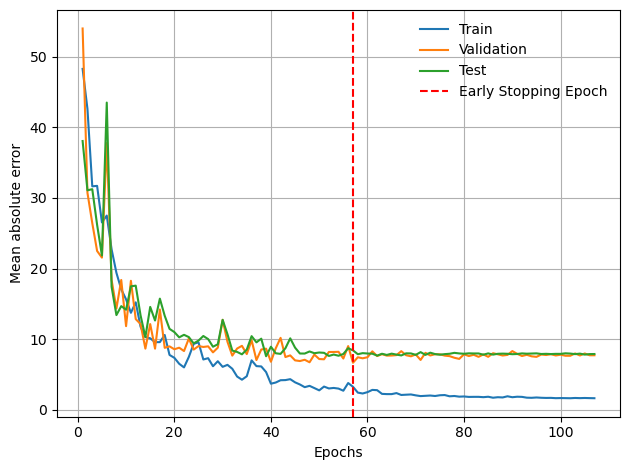 Train
Validation
Test
Early Stopping Epoch
Mean absolute error
50
40
30
20
10
0
0 20 40 60 80 100
Epochs